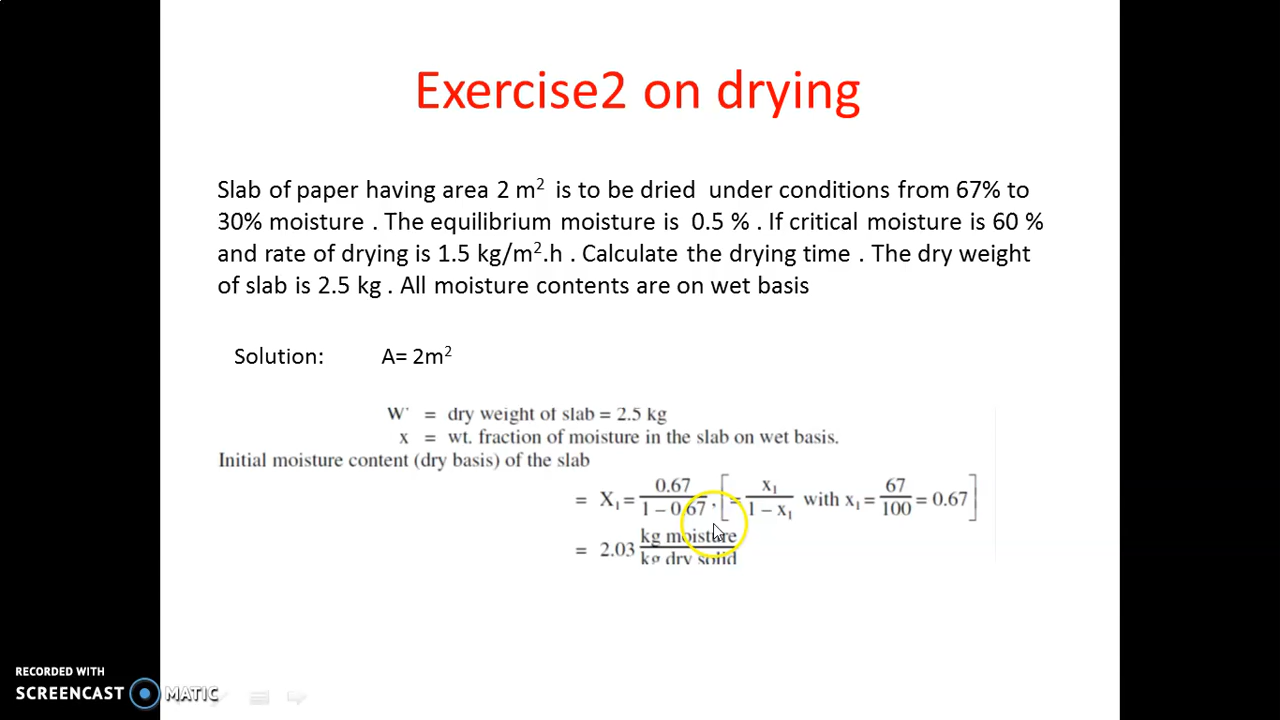 Exercise2 on drying
Slab of paper having area 2 m² is to be dried under conditions from 67% to
30% moisture . The equilibrium moisture is 0.5 % . If critical moisture is 60 %
and rate of drying is 1.5 kg/m².h . Calculate the drying time . The dry weight
of slab is 2.5 kg . All moisture contents are on wet basis
Solution: A= 2m²
W' = dry weight of slab = 2.5 kg
x = wt. fraction of moisture in the slab on wet basis.
Initial moisture content (dry basis) of the slab
= X₁ = 0.67 / (1 – 0.67) , [ = x₁ / (1 – x₁) with x₁ = 67 / 100 = 0.67 ]
= 2.03 kg moisture / kg dry solid
RECORDED WITH
SCREENCAST MATIC